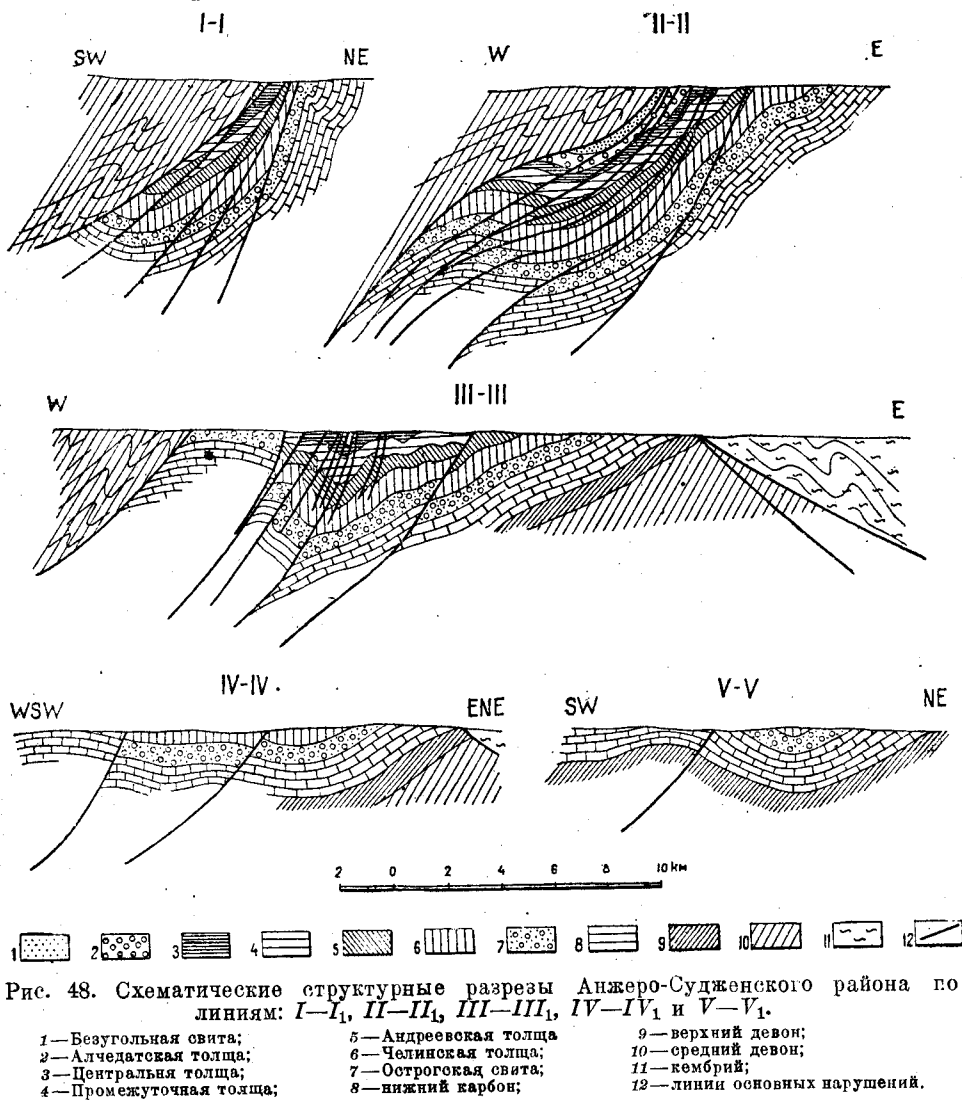 I-I
SW NE
II-II
W E
III-III
W E
IV-IV.
WSW ENE
V-V
SW NE
2 0 2 4 6 8 10 км
1 2 3 4 5 6 7 8 9 10 11 12
Рис. 48. Схематические структурные разрезы Анжеро-Судженского района по
линиям: I—I₁, II—II₁, III—III₁, IV—IV₁ и V—V₁.
1—Безугольная свита;
2—Алчедатская толща;
3—Центральня толща;
4—Промежуточная толща;
5—Андреевская толща
6—Челинская толща;
7—Острогская свита;
8—нижний карбон;
9—верхний девон;
10—средний девон;
11—кембрий;
12—линии основных нарушений.